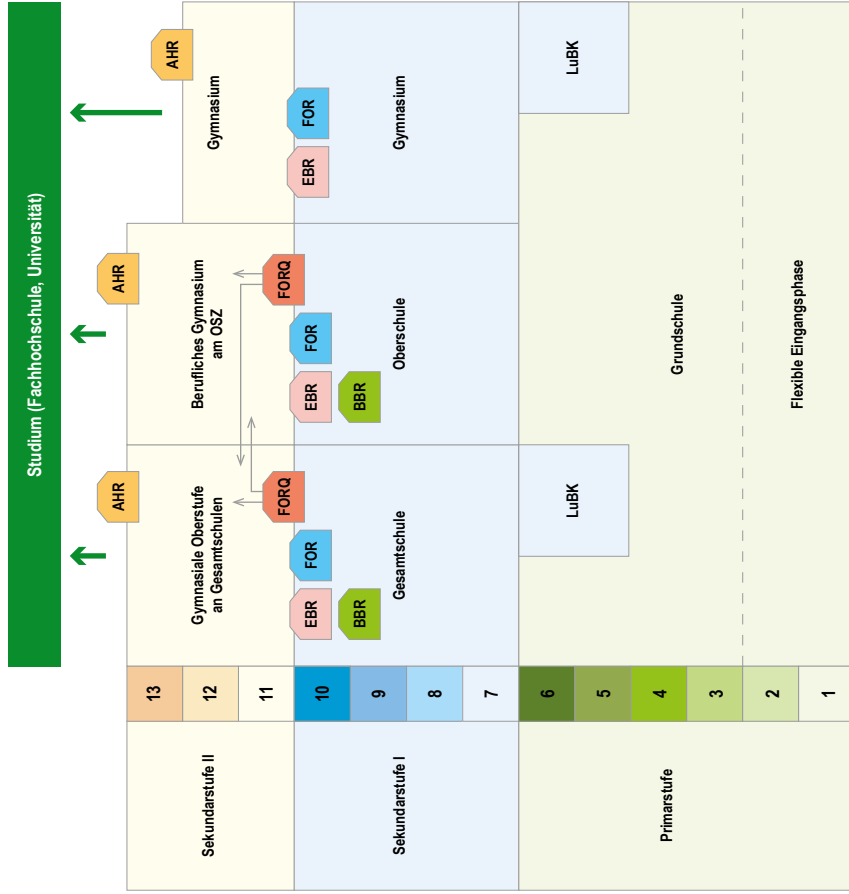 Studium (Fachhochschule, Universität)
AHR
AHR
AHR
13
12
11
Sekundarstufe II
Gymnasiale Oberstufe
an Gesamtschulen
Berufliches Gymnasium
am OSZ
Gymnasium
FORQ
FORQ
EBR
FOR
EBR
FOR
EBR
FOR
BBR
BBR
10
9
8
7
Sekundarstufe I
Gesamtschule
Oberschule
Gymnasium
LuBK
LuBK
6
5
4
3
2
1
Primarstufe
Grundschule
Flexible Eingangsphase